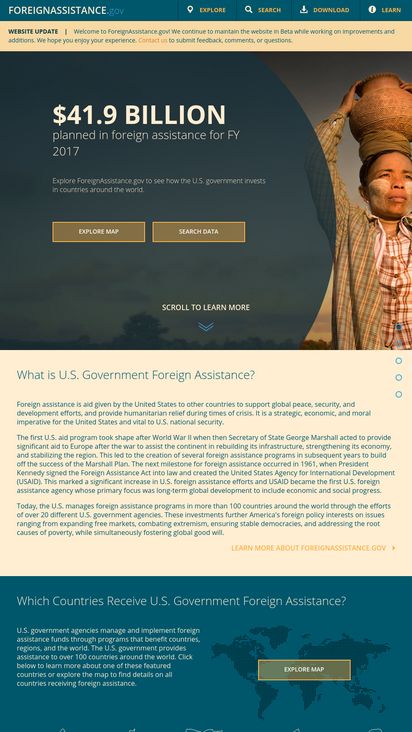 FOREIGNASSISTANCE.gov
EXPLORE
SEARCH
DOWNLOAD
LEARN
WEBSITE UPDATE | Welcome to ForeignAssistance.gov! We continue to maintain the website in Beta while working on improvements and
additions. We hope you enjoy your experience. Contact us to submit feedback, comments, or questions.
$41.9 BILLION
planned in foreign assistance for FY
2017
Explore ForeignAssistance.gov to see how the U.S. government invests
in countries around the world.
EXPLORE MAP
SEARCH DATA
SCROLL TO LEARN MORE
What is U.S. Government Foreign Assistance?
Foreign assistance is aid given by the United States to other countries to support global peace, security, and
development efforts, and provide humanitarian relief during times of crisis. It is a strategic, economic, and moral
imperative for the United States and vital to U.S. national security.
The first U.S. aid program took shape after World War II when then Secretary of State George Marshall acted to provide
significant aid to Europe after the war to assist the continent in rebuilding its infrastructure, strengthening its economy,
and stabilizing the region. This led to the creation of several foreign assistance programs in subsequent years to build
off the success of the Marshall Plan. The next milestone for foreign assistance occurred in 1961, when President
Kennedy signed the Foreign Assistance Act into law and created the United States Agency for International Development
(USAID). This marked a significant increase in U.S. foreign assistance efforts and USAID became the first U.S. foreign
assistance agency whose primary focus was long-term global development to include economic and social progress.
Today, the U.S. manages foreign assistance programs in more than 100 countries around the world through the efforts
of over 20 different U.S. government agencies. These investments further America's foreign policy interests on issues
ranging from expanding free markets, combating extremism, ensuring stable democracies, and addressing the root
causes of poverty, while simultaneously fostering global good will.
LEARN MORE ABOUT FOREIGNASSISTANCE.GOV
Which Countries Receive U.S. Government Foreign Assistance?
U.S. government agencies manage and implement foreign
assistance funds through programs that benefit countries,
regions, and the world. The U.S. government provides
assistance to over 100 countries around the world. Click
below to learn more about one of these featured
countries or explore the map to find details on all
countries receiving foreign assistance.
EXPLORE MAP